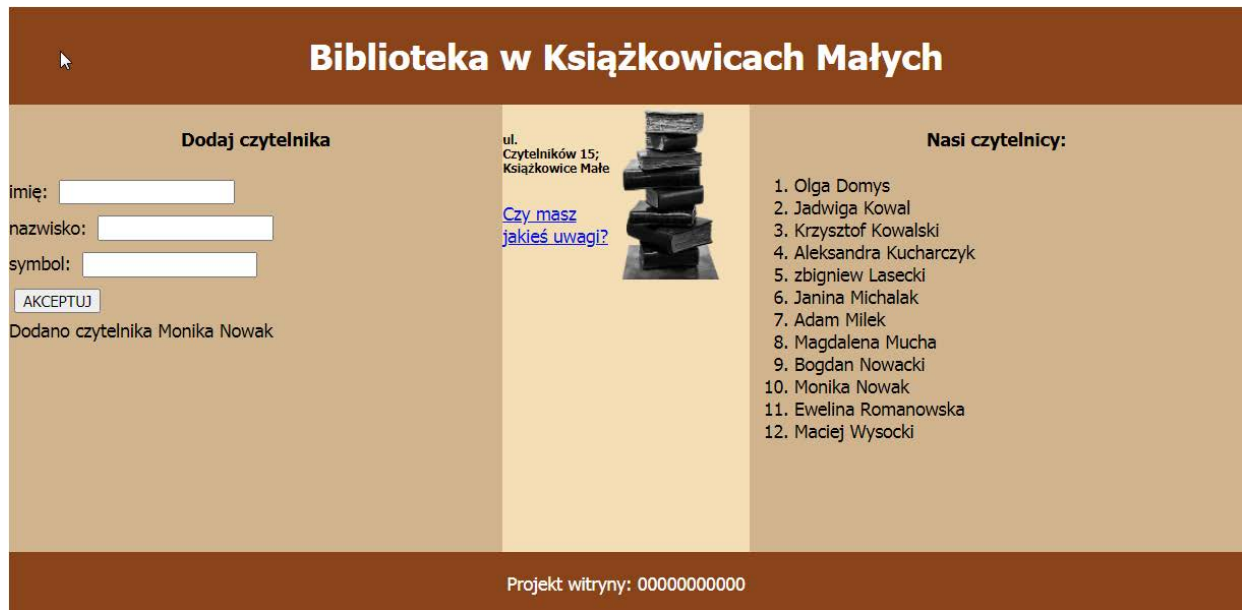 Biblioteka w Książkowicach Małych
Dodaj czytelnika
imię:
nazwisko:
symbol:
AKCEPTUJ
Dodano czytelnika Monika Nowak
ul.
Czytelników 15;
Książkowice Małe
Czy masz
jakieś uwagi?
Nasi czytelnicy:
1. Olga Domys
2. Jadwiga Kowal
3. Krzysztof Kowalski
4. Aleksandra Kucharczyk
5. zbigniew Lasecki
6. Janina Michalak
7. Adam Milek
8. Magdalena Mucha
9. Bogdan Nowacki
10. Monika Nowak
11. Ewelina Romanowska
12. Maciej Wysocki
Projekt witryny: 00000000000